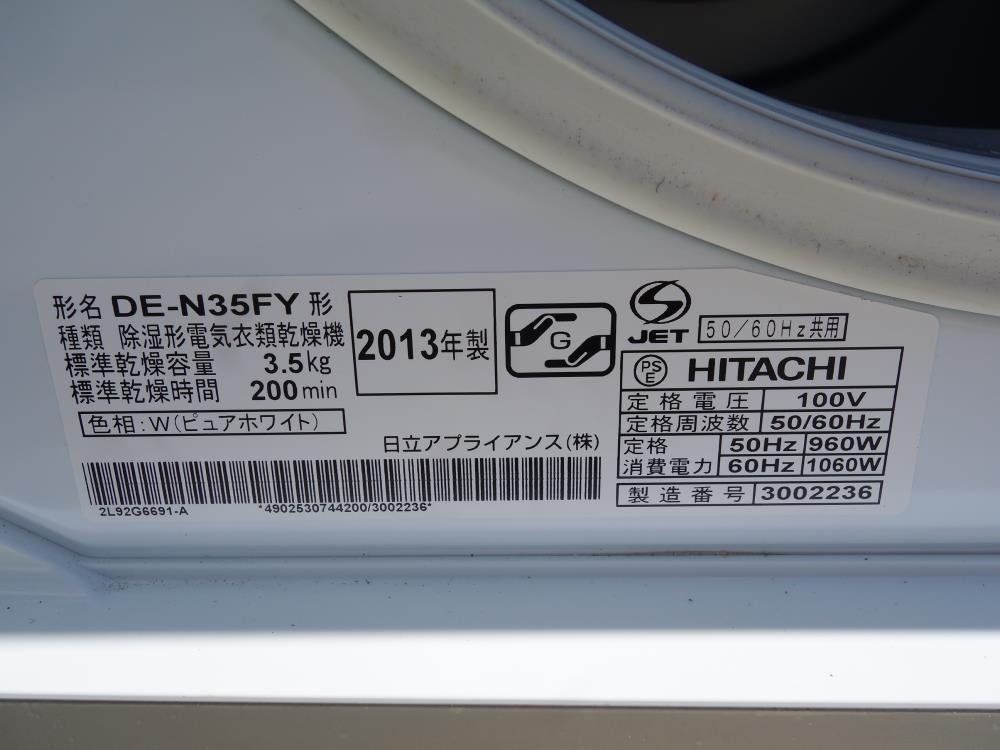 形名 DE-N35FY 形
種類 除湿形電気衣類乾燥機
標準乾燥容量 3.5kg
標準乾燥時間 200min
色相:W(ピュアホワイト)
2013年製
G
S
JET
50/60Hz共用
PS
E
HITACHI
定格電圧 100V
定格周波数 50/60Hz
定格 50Hz 960W
消費電力 60Hz 1060W
製造番号 3002236
日立アプライアンス(株)
2L92G6691-A *4902530744200/3002236*